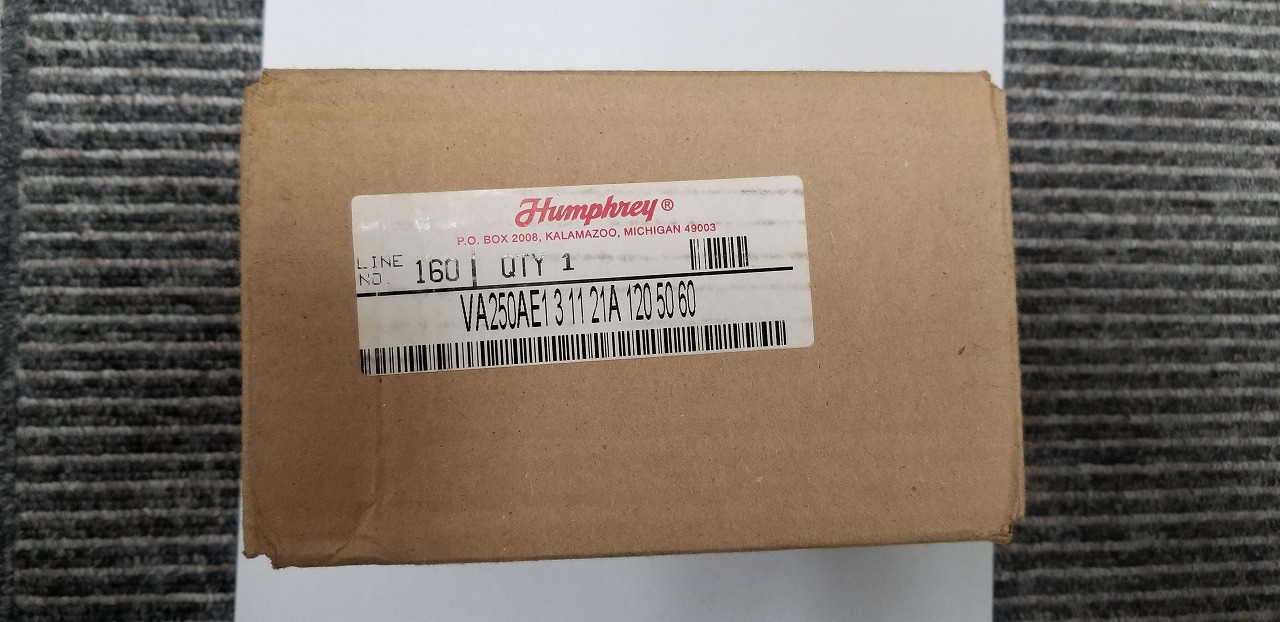 Humphrey®
P.O. BOX 2008, KALAMAZOO, MICHIGAN 49003
LINE NO. 160 QTY 1
VA250AE1 3 11 21A 120 50 60